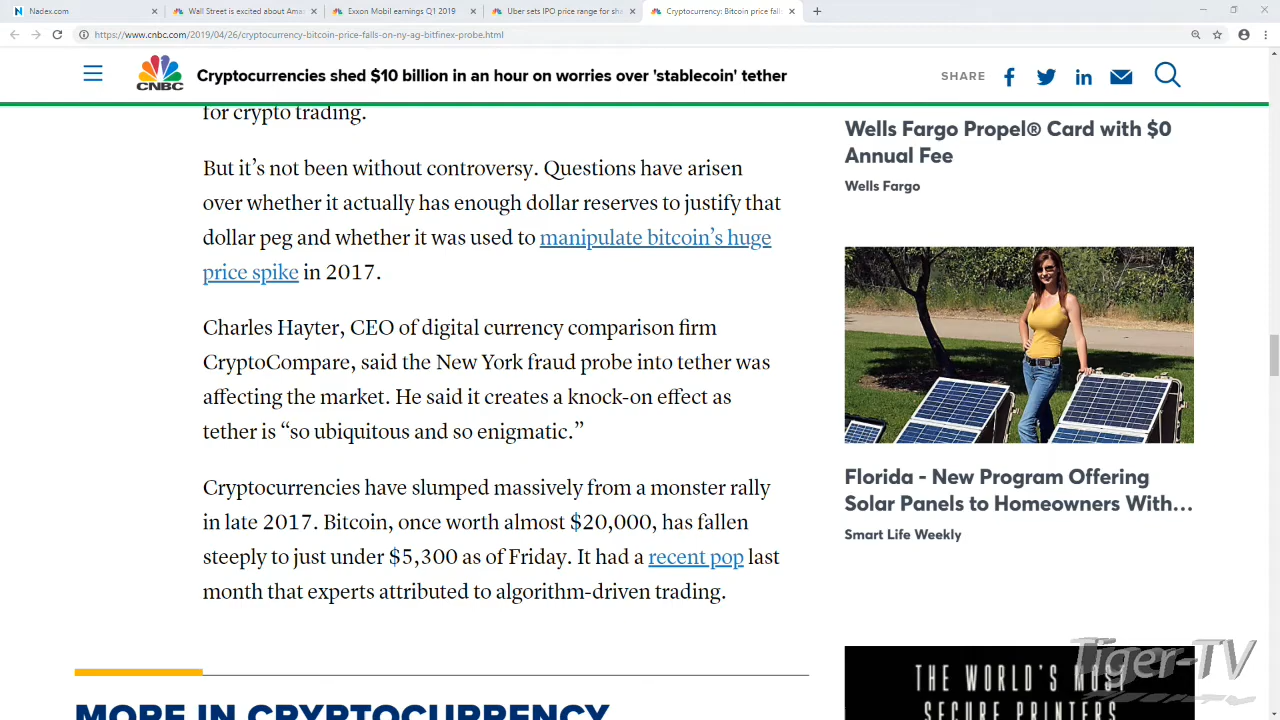 Nadex.com
Wall Street is excited about Ama
Exxon Mobil earnings Q1 2019
Uber sets IPO price range for sha
Cryptocurrency: Bitcoin price fall
https://www.cnbc.com/2019/04/26/cryptocurrency-bitcoin-price-falls-on-ny-ag-bitfinex-probe.html
CNBC
Cryptocurrencies shed $10 billion in an hour on worries over 'stablecoin' tether
SHARE
for crypto trading.
But it’s not been without controversy. Questions have arisen
over whether it actually has enough dollar reserves to justify that
dollar peg and whether it was used to manipulate bitcoin’s huge
price spike in 2017.
Charles Hayter, CEO of digital currency comparison firm
CryptoCompare, said the New York fraud probe into tether was
affecting the market. He said it creates a knock-on effect as
tether is “so ubiquitous and so enigmatic.”
Cryptocurrencies have slumped massively from a monster rally
in late 2017. Bitcoin, once worth almost $20,000, has fallen
steeply to just under $5,300 as of Friday. It had a recent pop last
month that experts attributed to algorithm-driven trading.
MORE IN CRYPTOCURRENCY
Wells Fargo Propel® Card with $0
Annual Fee
Wells Fargo
Florida - New Program Offering
Solar Panels to Homeowners With...
Smart Life Weekly
THE WORLD'S MOST
SECURE PRINTERS
Tiger-TV